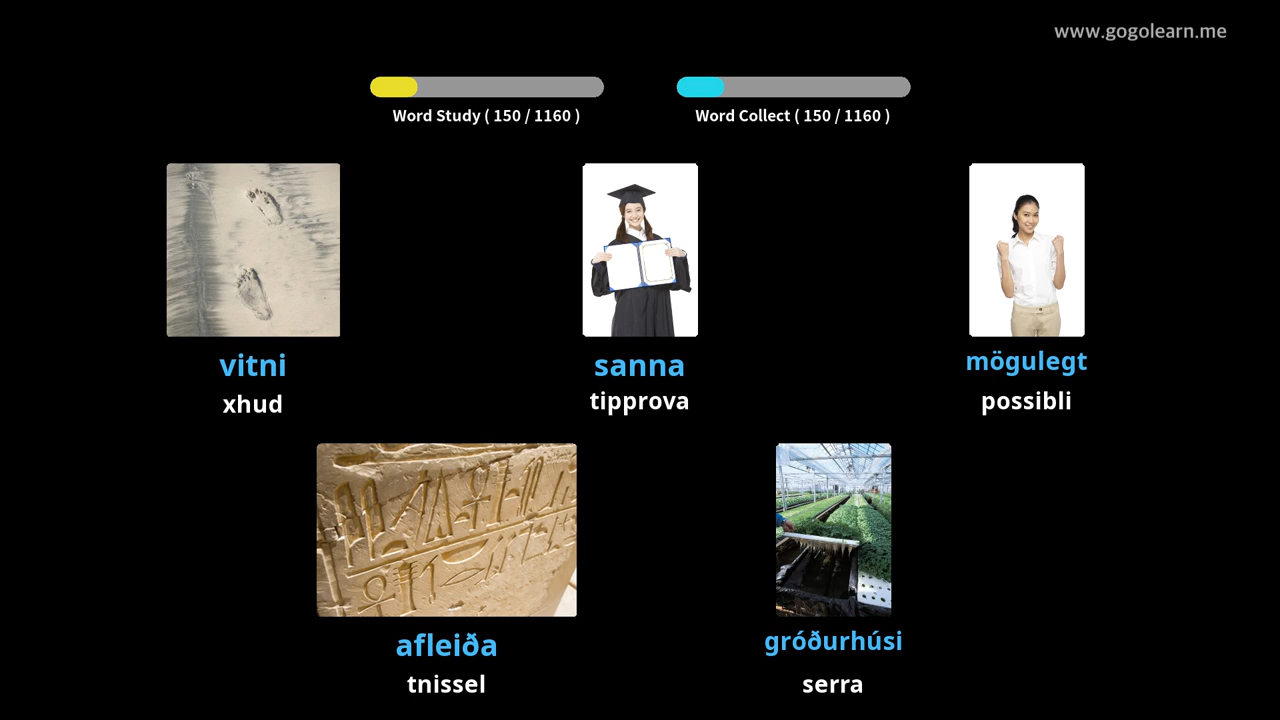 www.gogolearn.me
Word Study ( 150 / 1160 )
Word Collect ( 150 / 1160 )
vitni
xhud
sanna
tipprova
mögulegt
possibli
afleiða
tnissel
gróðurhúsi
serra